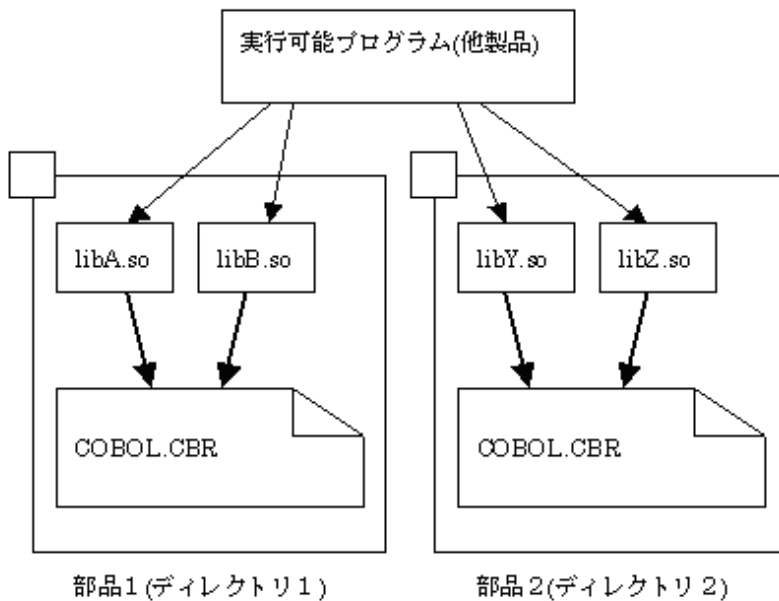 実行可能プログラム(他製品)
libA.so
libB.so
libY.so
libZ.so
COBOL.CBR
COBOL.CBR
部品1(ディレクトリ1)
部品2(ディレクトリ2)